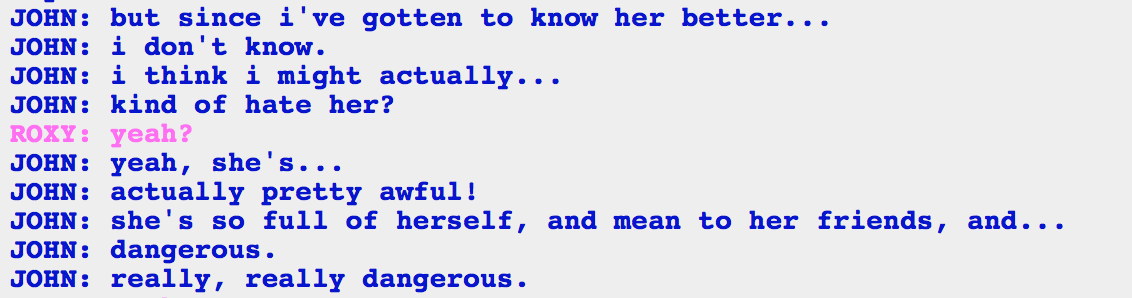 JOHN: but since i've gotten to know her better...
JOHN: i don't know.
JOHN: i think i might actually...
JOHN: kind of hate her?
ROXY: yeah?
JOHN: yeah, she's...
JOHN: actually pretty awful!
JOHN: she's so full of herself, and mean to her friends, and...
JOHN: dangerous.
JOHN: really, really dangerous.